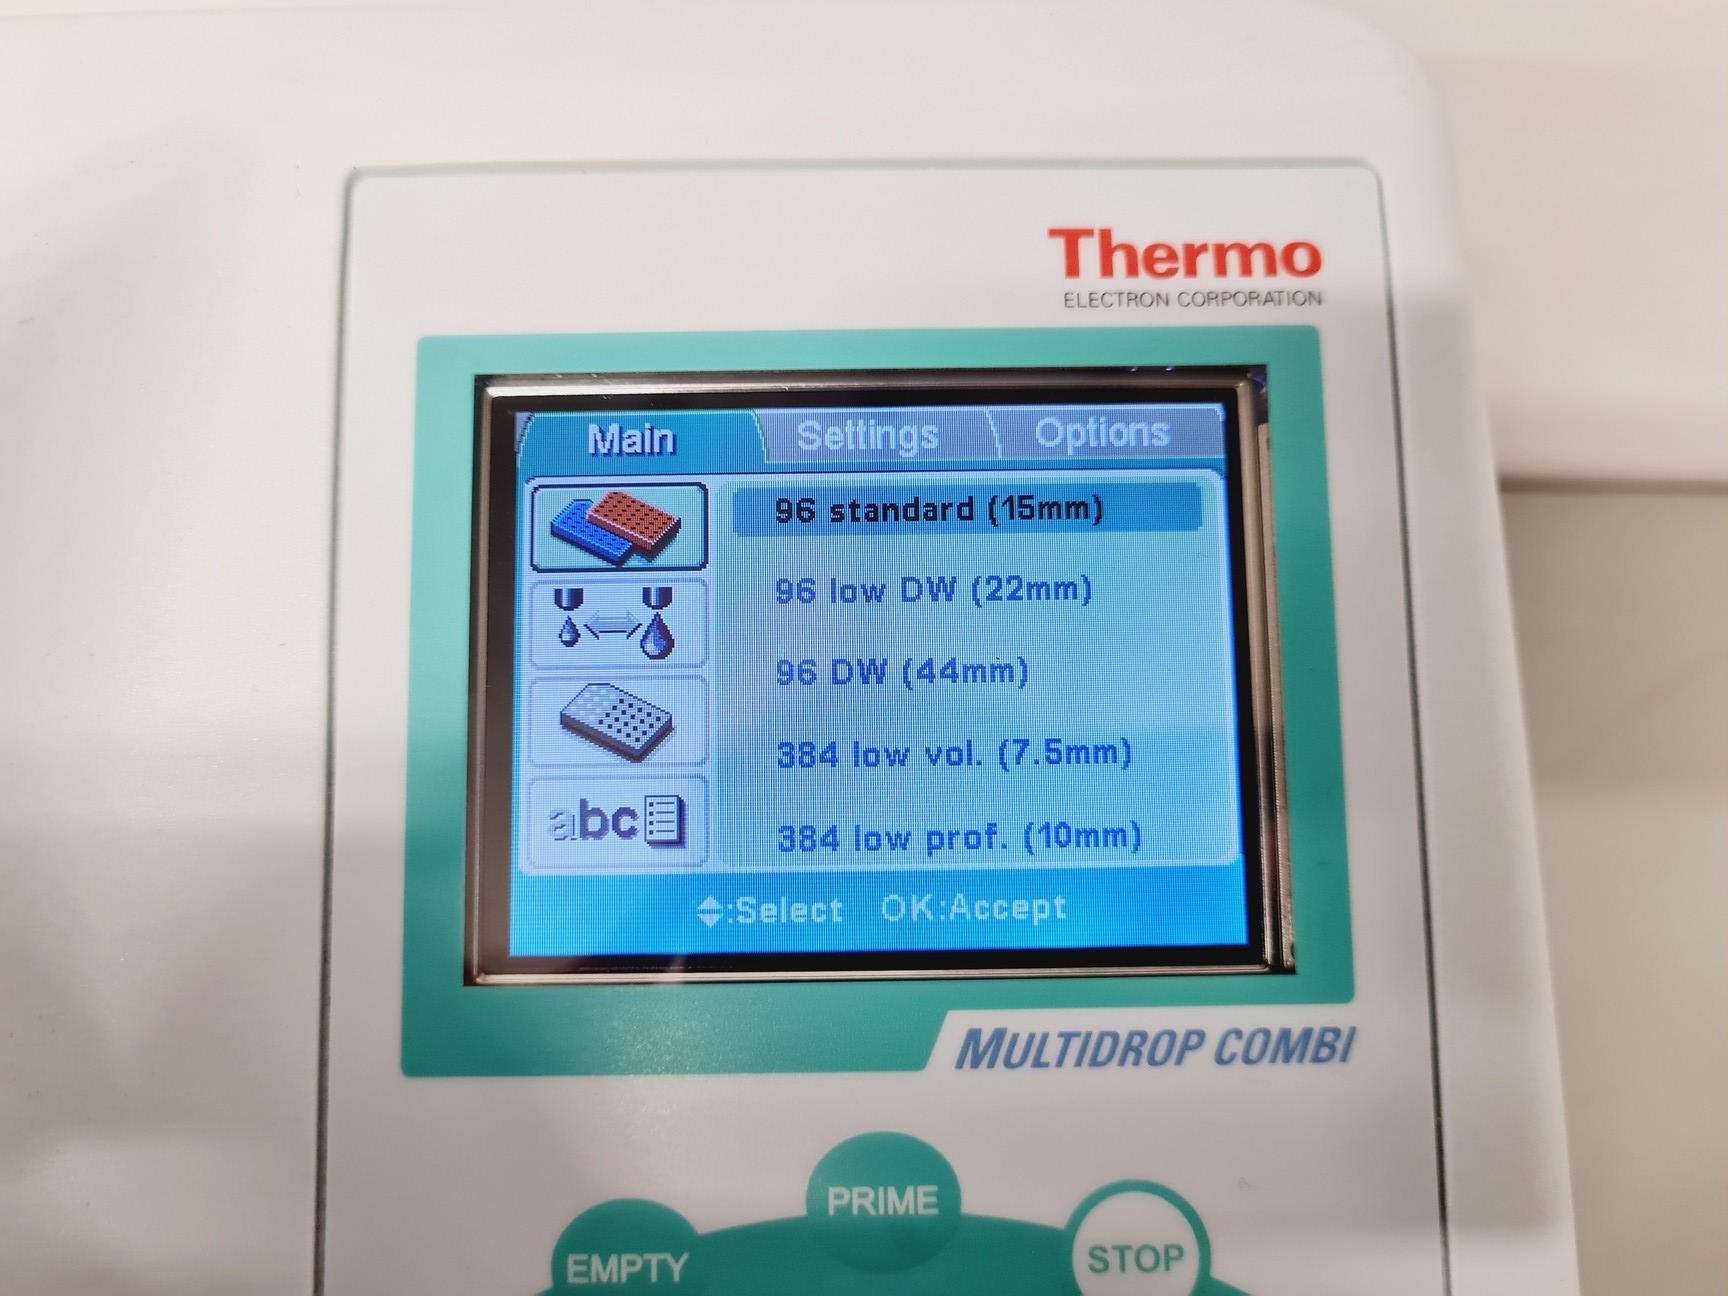 Thermo
ELECTRON CORPORATION
Main Settings Options
96 standard (15mm)
96 low DW (22mm)
96 DW (44mm)
384 low vol. (7.5mm)
abc
384 low prof. (10mm)
:Select OK:Accept
MULTIDROP COMBI
PRIME
EMPTY
STOP